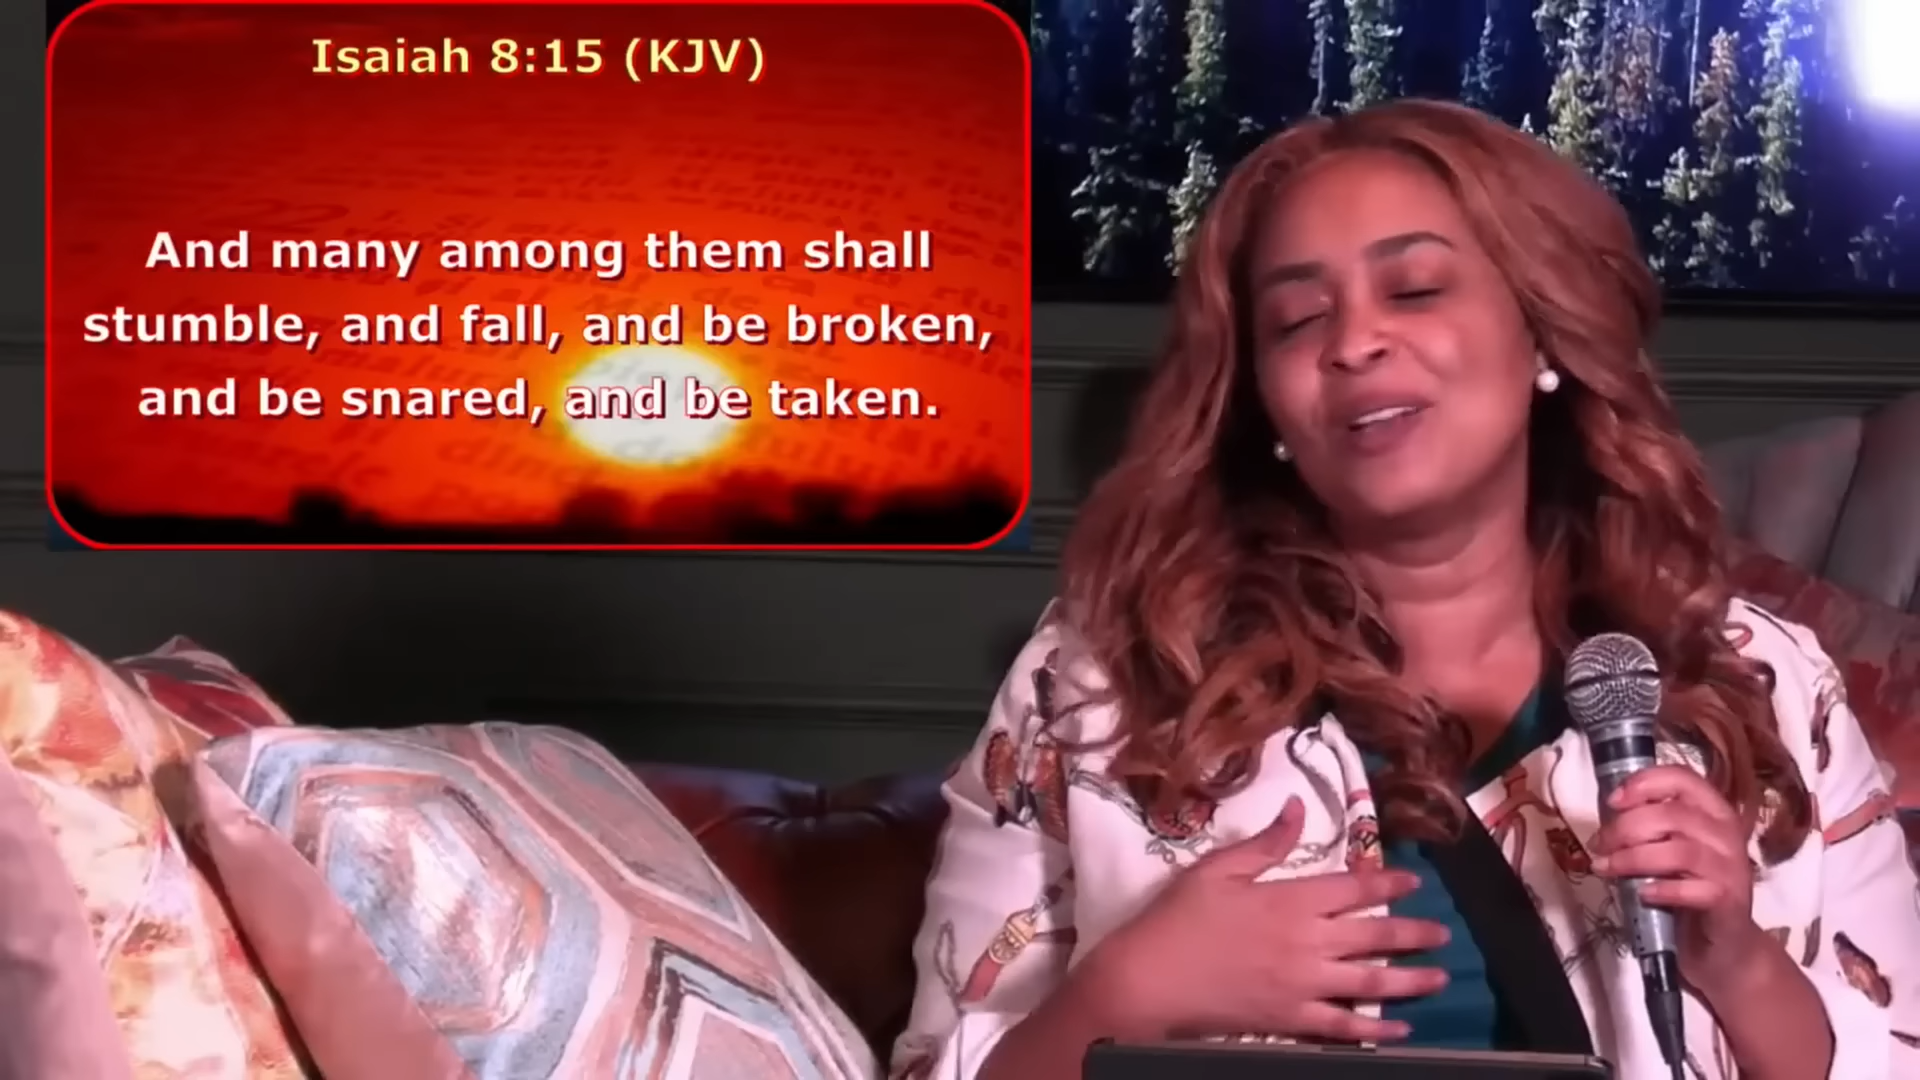 Isaiah 8:15 (KJV)
And many among them shall
stumble, and fall, and be broken,
and be snared, and be taken.